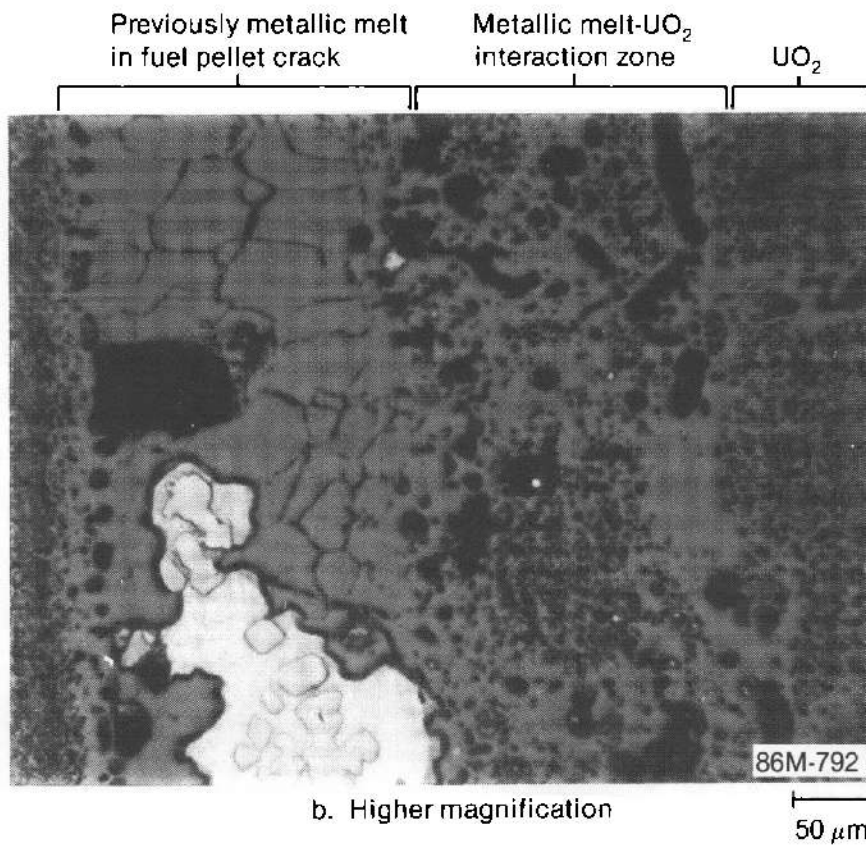 Previously metallic melt
in fuel pellet crack
Metallic melt-UO₂
interaction zone
UO₂
86M-792
b. Higher magnification
50 μm